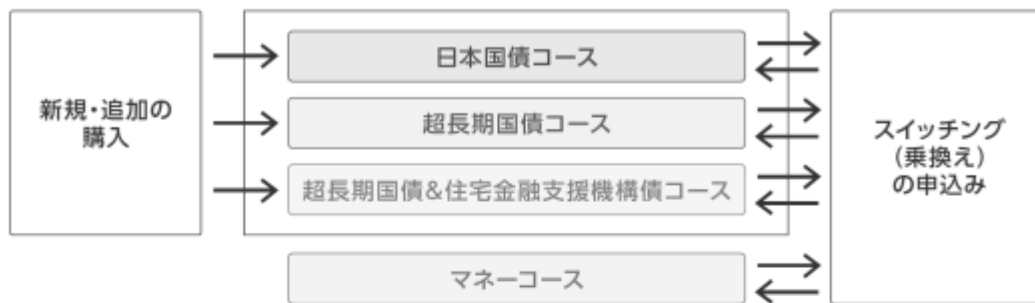 新規・追加の
購入
日本国債コース
超長期国債コース
超長期国債&住宅金融支援機構債コース
マネーコース
スイッチング
（乗換え）
の申込み